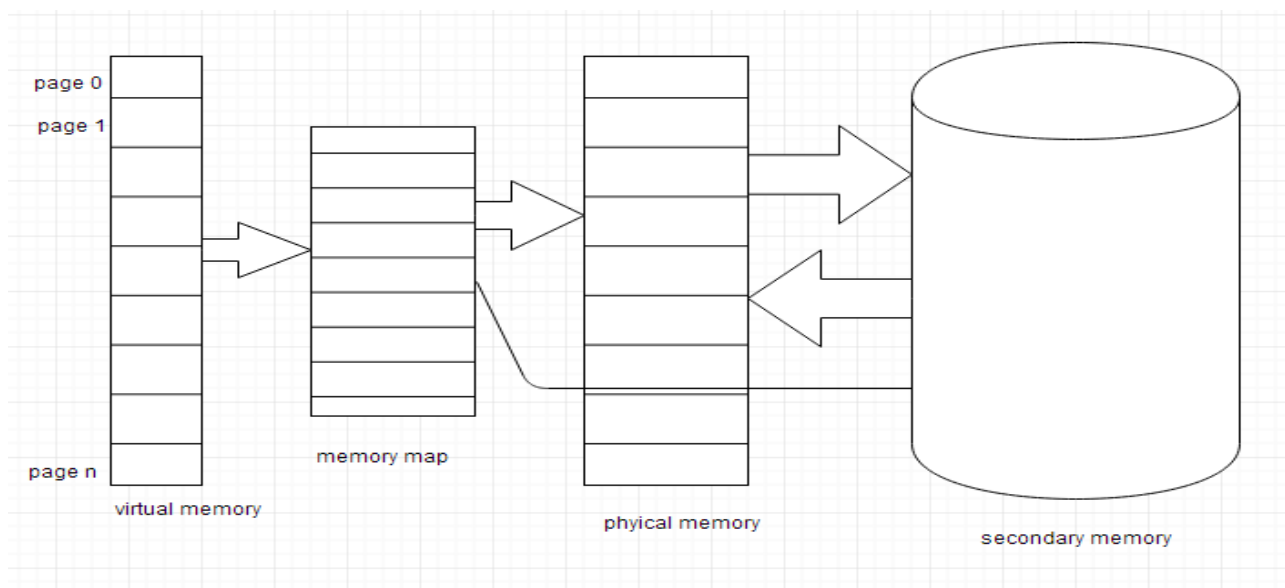 page 0
page 1
page n
virtual memory
memory map
phyical memory
secondary memory